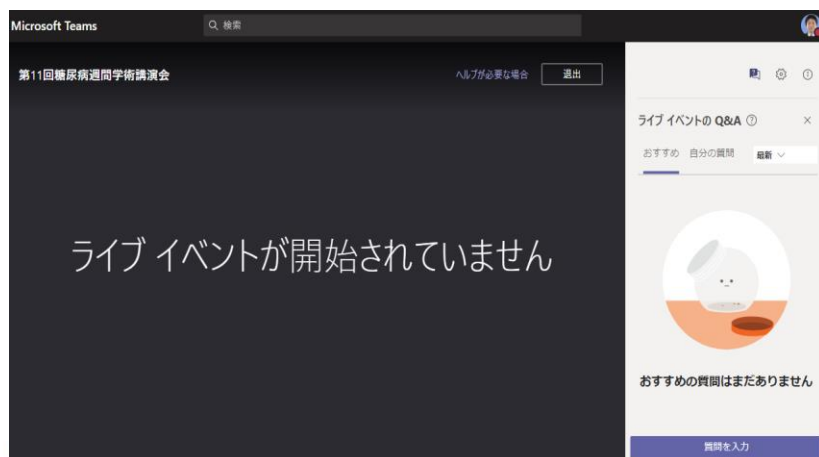 Microsoft Teams
検索
第11回糖尿病週間学術講演会
ヘルプが必要な場合
退出
ライブ イベントが開始されていません
ライブ イベントの Q&A
おすすめ 自分の質問 最新
おすすめの質問はまだありません
質問を入力